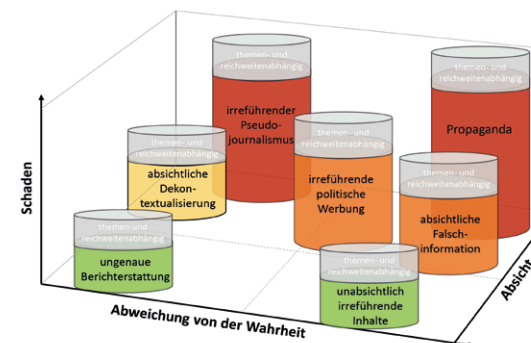 themen- und
reichweitenabhängig
irreführender
Pseudo-
journalismus
themen- und
reichweitenabhängig
Propaganda
themen- und
reichweitenabhängig
absichtliche
Dekon-
textualisierung
themen- und
reichweitenabhängig
irreführende
politische
Werbung
themen- und
reichweitenabhängig
absichtliche
Falsch-
information
themen- und
reichweitenabhängig
ungenaue
Berichterstattung
themen- und
reichweitenabhängig
unabsichtlich
irreführende
Inhalte
Schaden
Abweichung von der Wahrheit
Absicht